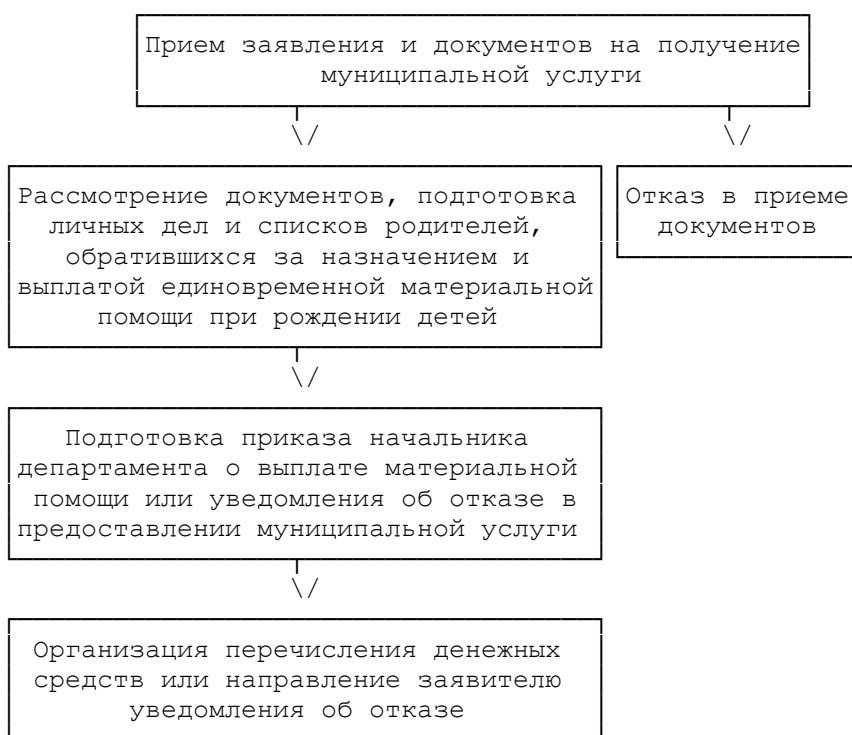 Прием заявления и документов на получение
муниципальной услуги
Рассмотрение документов, подготовка
личных дел и списков родителей,
обратившихся за назначением и
выплатой единовременной материальной
помощи при рождении детей
Отказ в приеме
документов
Подготовка приказа начальника
департамента о выплате материальной
помощи или уведомления об отказе в
предоставлении муниципальной услуги
Организация перечисления денежных
средств или направление заявителю
уведомления об отказе